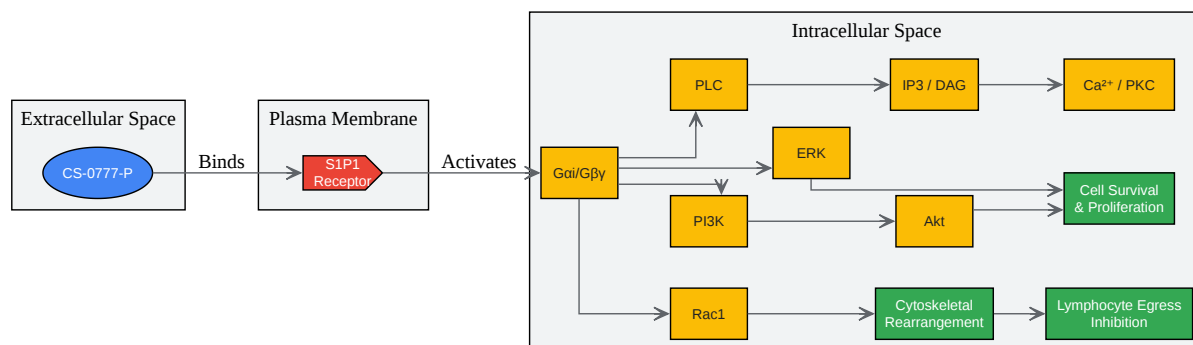 Extracellular Space
CS-0777-P
Binds
Plasma Membrane
S1P1
Receptor
Activates
Intracellular Space
Gαi/Gβγ
PLC
IP3 / DAG
Ca²⁺ / PKC
ERK
PI3K
Akt
Cell Survival
& Proliferation
Rac1
Cytoskeletal
Rearrangement
Lymphocyte Egress
Inhibition